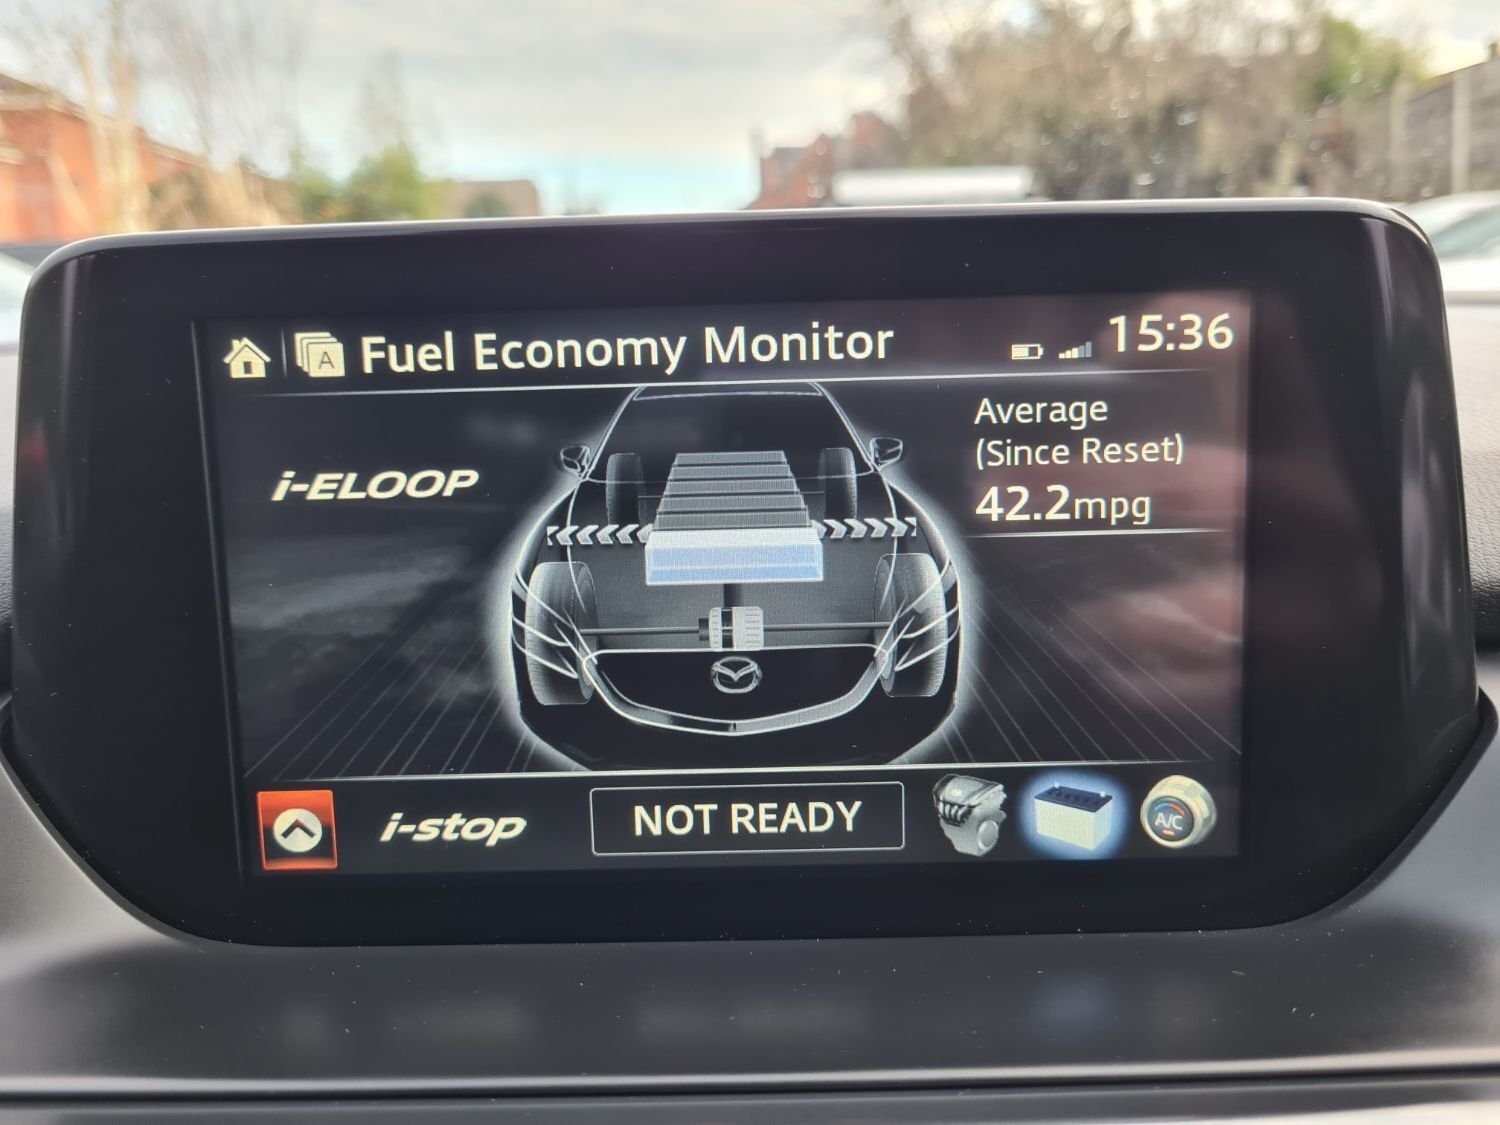 A
Fuel Economy Monitor
15:36
i-ELOOP
Average
(Since Reset)
42.2mpg
i-stop
NOT READY
A/C